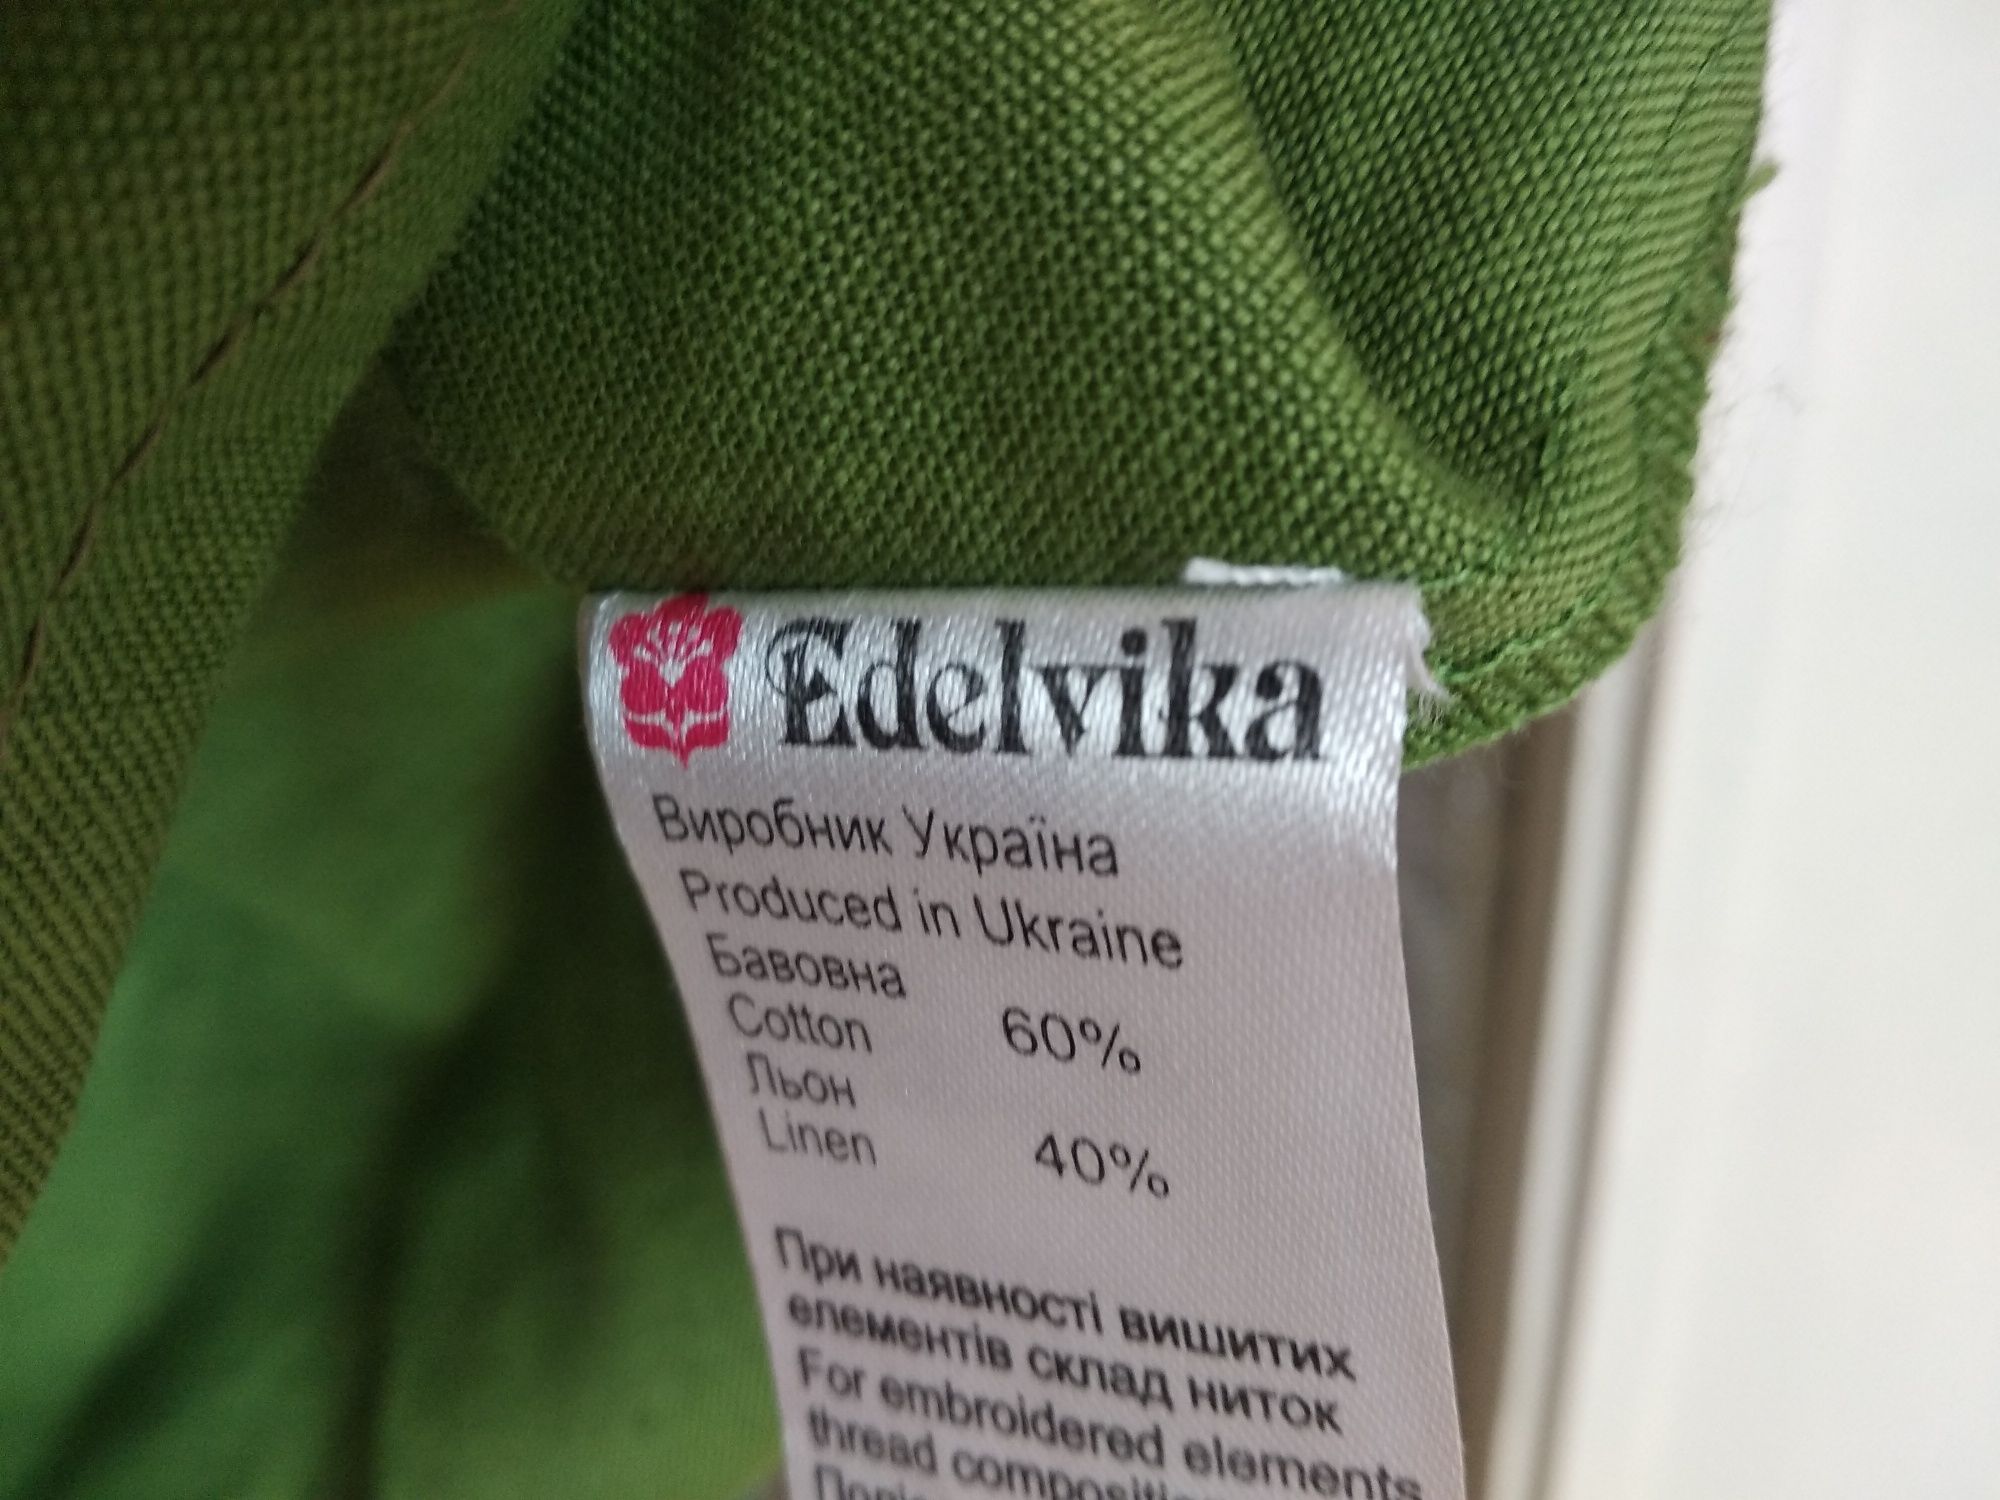 Edelvika
Виробник Україна
Produced in Ukraine
Бавовна
Cotton 60%
Льон
Linen 40%
При наявності вишитих
елементів склад ниток
For embroidered elements
thread